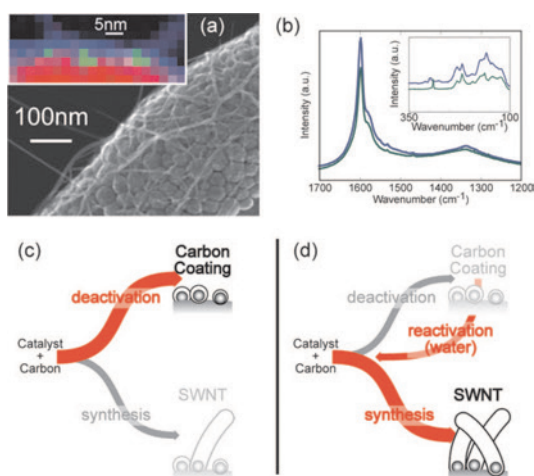 5nm
(a)
100nm
(b)
Intensity (a.u.)
Intensity (a.u.)
350
100
Wavenumber (cm⁻¹)
1700 1600 1500 1400 1300 1200
Wavenumber (cm⁻¹)
(c)
Carbon
Coating
deactivation
Catalyst
+
Carbon
SWNT
synthesis
(d)
Carbon
Coating
deactivation
reactivation
(water)
Catalyst
+
Carbon
SWNT
synthesis